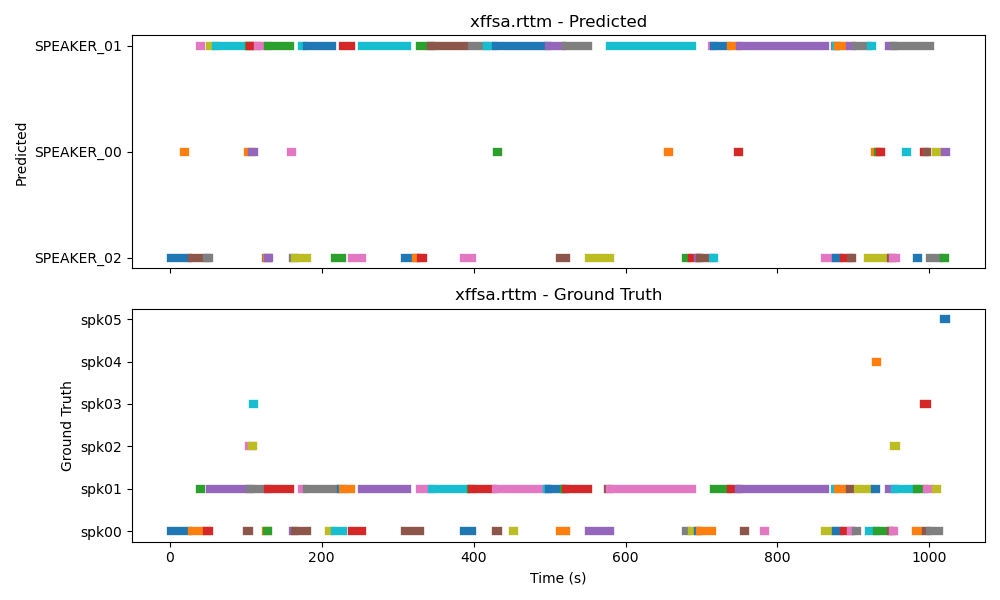 xffsa.rttm - Predicted
SPEAKER_01
SPEAKER_00
SPEAKER_02
Predicted
xffsa.rttm - Ground Truth
spk05
spk04
spk03
spk02
spk01
spk00
Ground Truth
0 200 400 600 800 1000
Time (s)